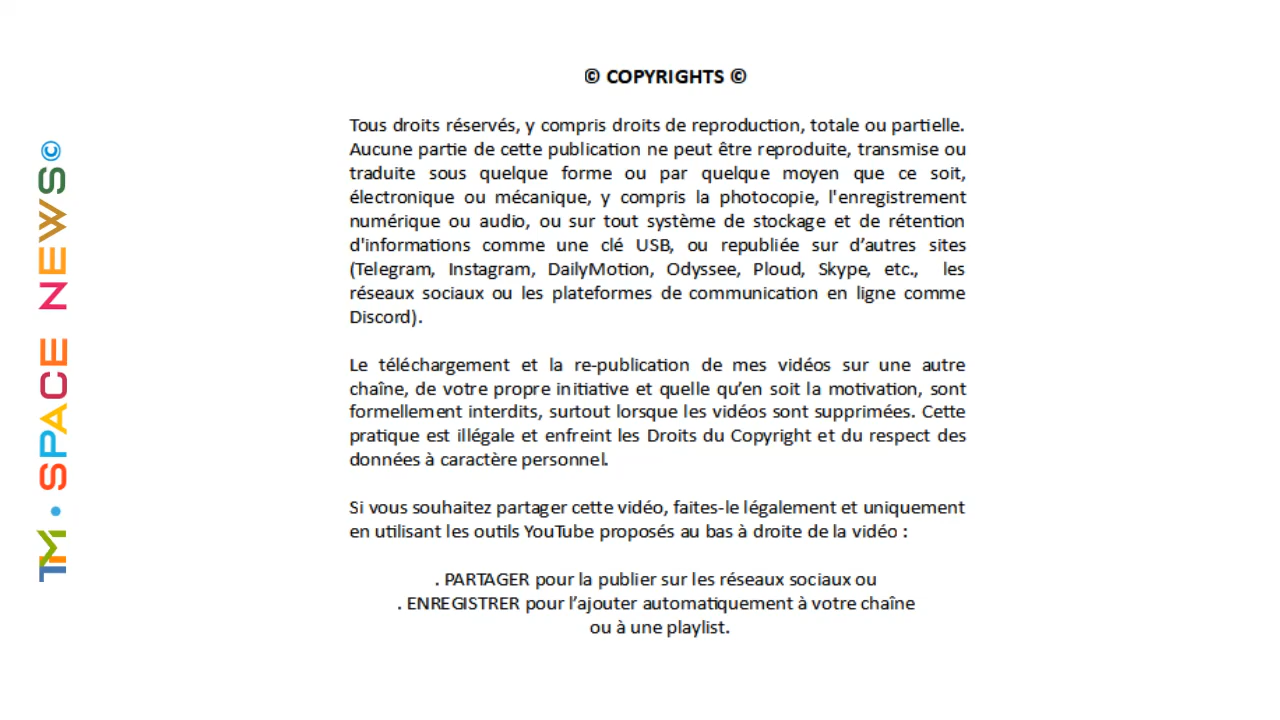 © COPYRIGHTS ©
Tous droits réservés, y compris droits de reproduction, totale ou partielle.
Aucune partie de cette publication ne peut être reproduite, transmise ou
traduite sous quelque forme ou par quelque moyen que ce soit,
électronique ou mécanique, y compris la photocopie, l'enregistrement
numérique ou audio, ou sur tout système de stockage et de rétention
d'informations comme une clé USB, ou republiée sur d’autres sites
(Telegram, Instagram, DailyMotion, Odyssee, Ploud, Skype, etc., les
réseaux sociaux ou les plateformes de communication en ligne comme
Discord).
Le téléchargement et la re-publication de mes vidéos sur une autre
chaîne, de votre propre initiative et quelle qu’en soit la motivation, sont
formellement interdits, surtout lorsque les vidéos sont supprimées. Cette
pratique est illégale et enfreint les Droits du Copyright et du respect des
données à caractère personnel.
Si vous souhaitez partager cette vidéo, faites-le légalement et uniquement
en utilisant les outils YouTube proposés au bas à droite de la vidéo :
. PARTAGER pour la publier sur les réseaux sociaux ou
. ENREGISTRER pour l’ajouter automatiquement à votre chaîne
ou à une playlist.
TM • SPACE NEWS©